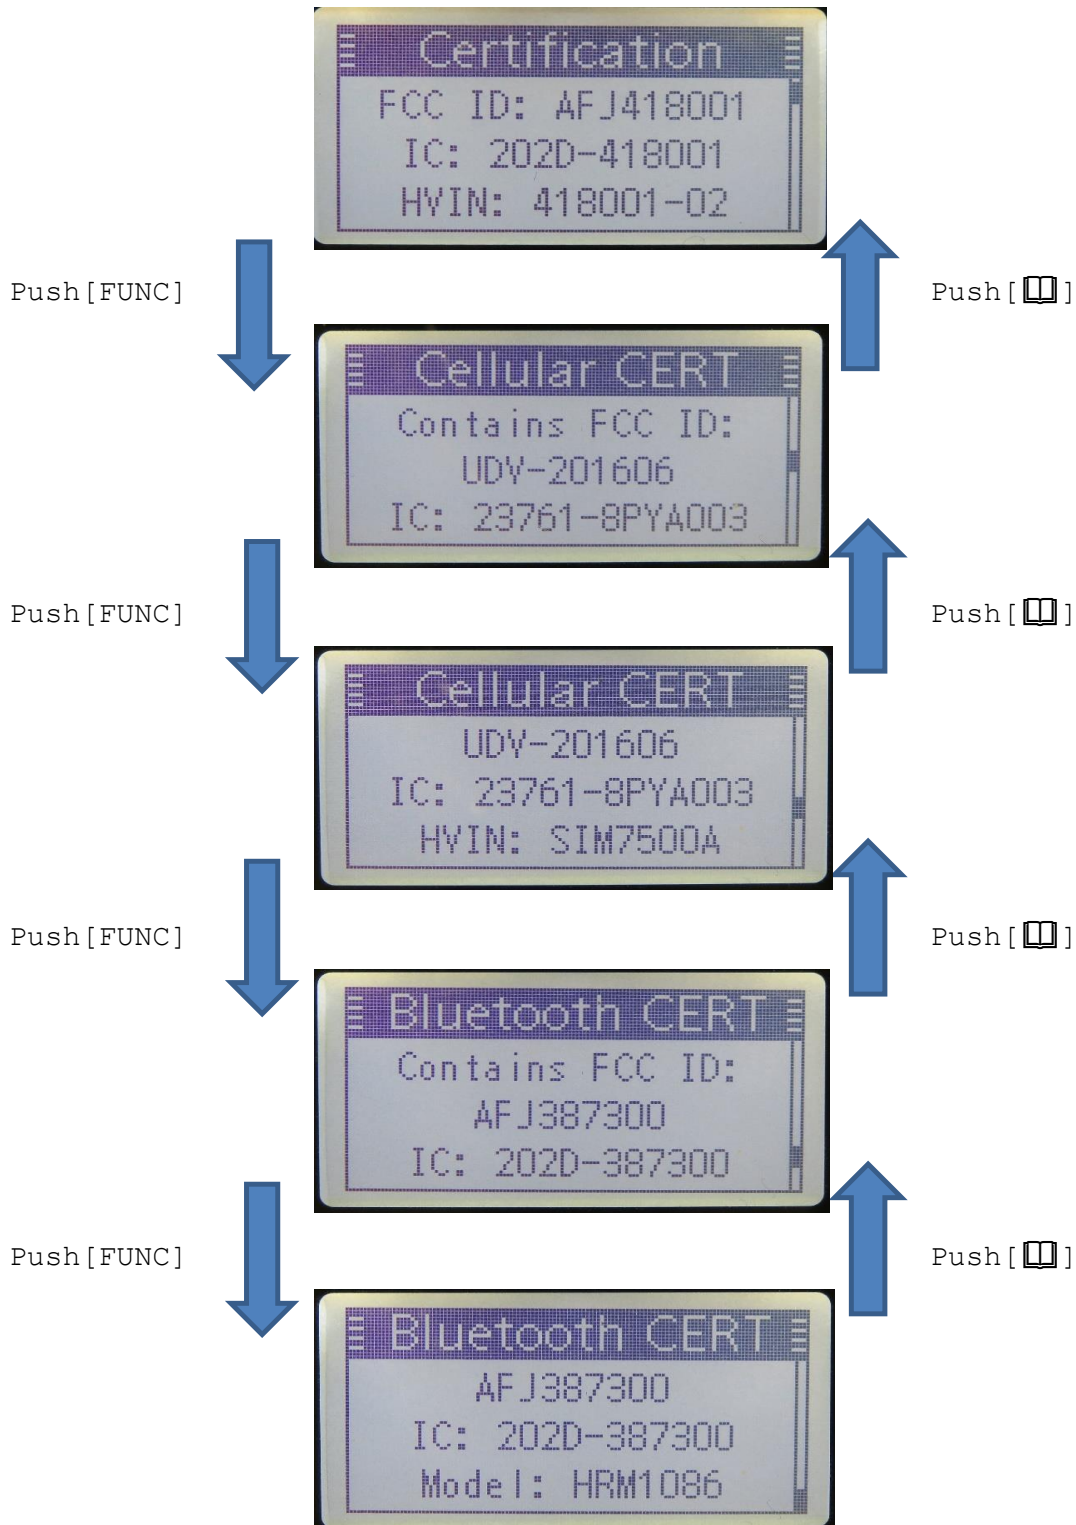 Certification
FCC ID: AFJ418001
IC: 202D-418001
HVIN: 418001-02
Push[FUNC]
Push[🕮]
Cellular CERT
Contains FCC ID:
UDV-201606
IC: 23761-8PYA003
Push[FUNC]
Push[🕮]
Cellular CERT
UDV-201606
IC: 23761-8PYA003
HVIN: SIM7500A
Push[FUNC]
Push[🕮]
Bluetooth CERT
Contains FCC ID:
AFJ387300
IC: 202D-387300
Push[FUNC]
Push[🕮]
Bluetooth CERT
AFJ387300
IC: 202D-387300
Model: HRM1086